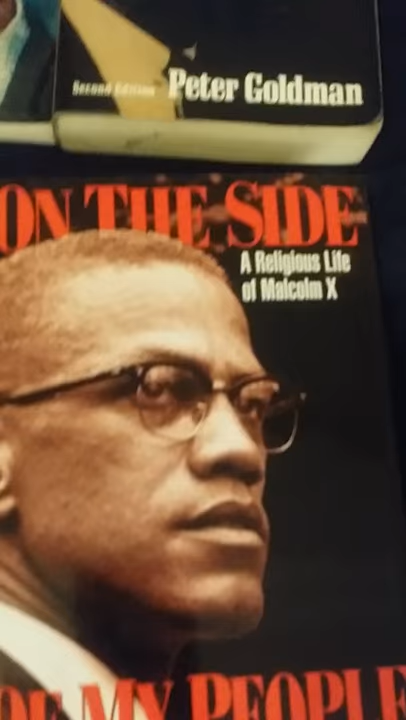 Second Edition Peter Goldman
ON THE SIDE
A Religious Life
of Malcolm X
OF MY PEOPLE